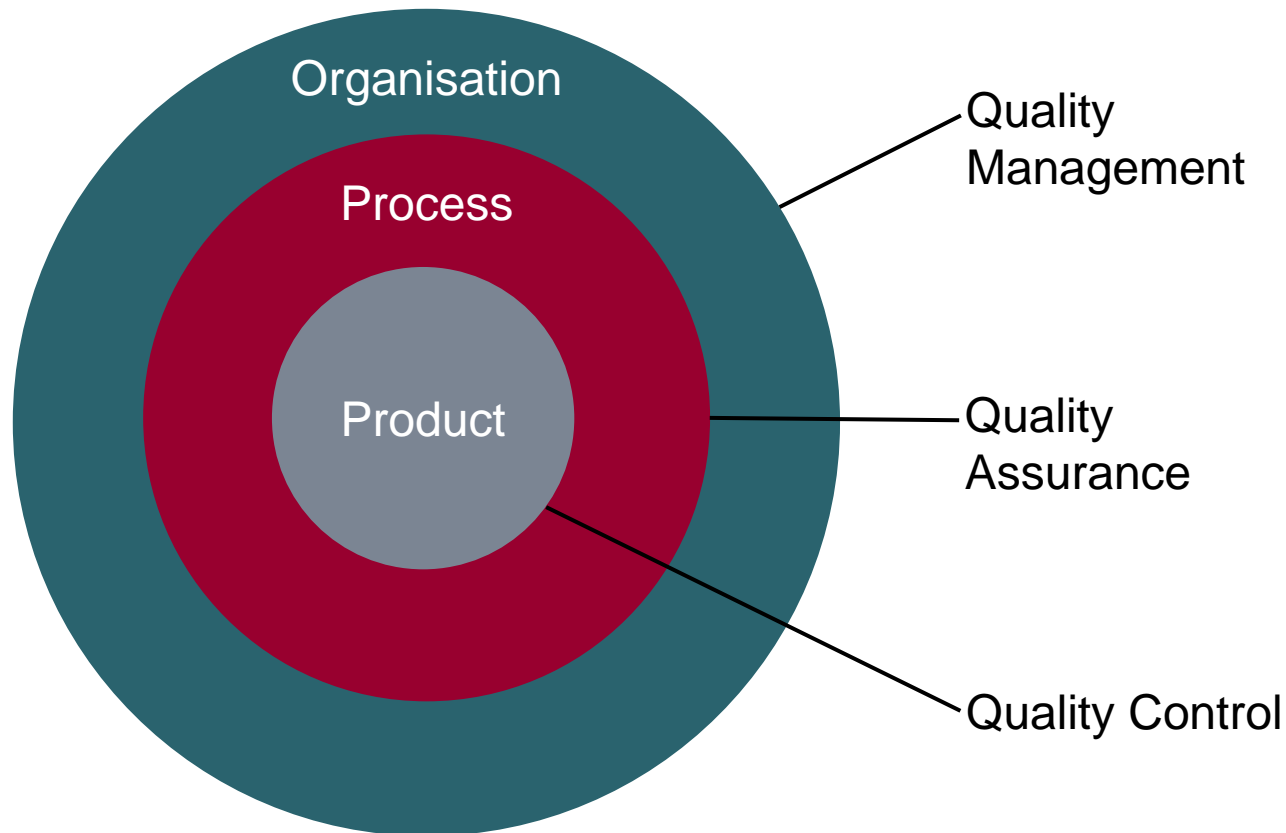 Organisation
Process
Product
Quality
Management
Quality
Assurance
Quality Control